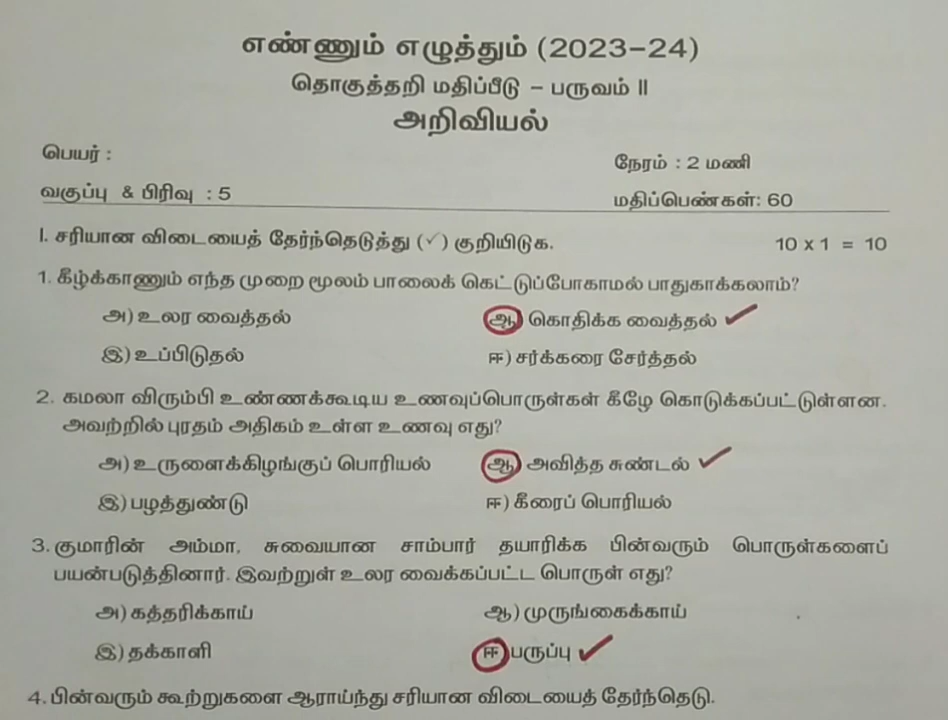 எண்ணும் எழுத்தும் (2023-24)
தொகுத்தறி மதிப்பீடு - பருவம் II
அறிவியல்
பெயர் :
நேரம் : 2 மணி
வகுப்பு & பிரிவு : 5
மதிப்பெண்கள்: 60
I. சரியான விடையைத் தேர்ந்தெடுத்து (✓) குறியிடுக. 10 x 1 = 10
1. கீழ்க்காணும் எந்த முறை மூலம் பாலைக் கெட்டுப்போகாமல் பாதுகாக்கலாம்?
அ) உலர வைத்தல் ஆ) கொதிக்க வைத்தல் ✓
இ) உப்பிடுதல் ஈ) சர்க்கரை சேர்த்தல்
2. கமலா விரும்பி உண்ணக்கூடிய உணவுப்பொருள்கள் கீழே கொடுக்கப்பட்டுள்ளன.
அவற்றில் புரதம் அதிகம் உள்ள உணவு எது?
அ) உருளைக்கிழங்குப் பொரியல் ஆ) அவித்த சுண்டல் ✓
இ) பழத்துண்டு ஈ) கீரைப் பொரியல்
3. குமாரின் அம்மா, சுவையான சாம்பார் தயாரிக்க பின்வரும் பொருள்களைப்
பயன்படுத்தினார். இவற்றுள் உலர வைக்கப்பட்ட பொருள் எது?
அ) கத்தரிக்காய் ஆ) முருங்கைக்காய்
இ) தக்காளி ஈ) பருப்பு ✓
4. பின்வரும் கூற்றுகளை ஆராய்ந்து சரியான விடையைத் தேர்ந்தெடு.